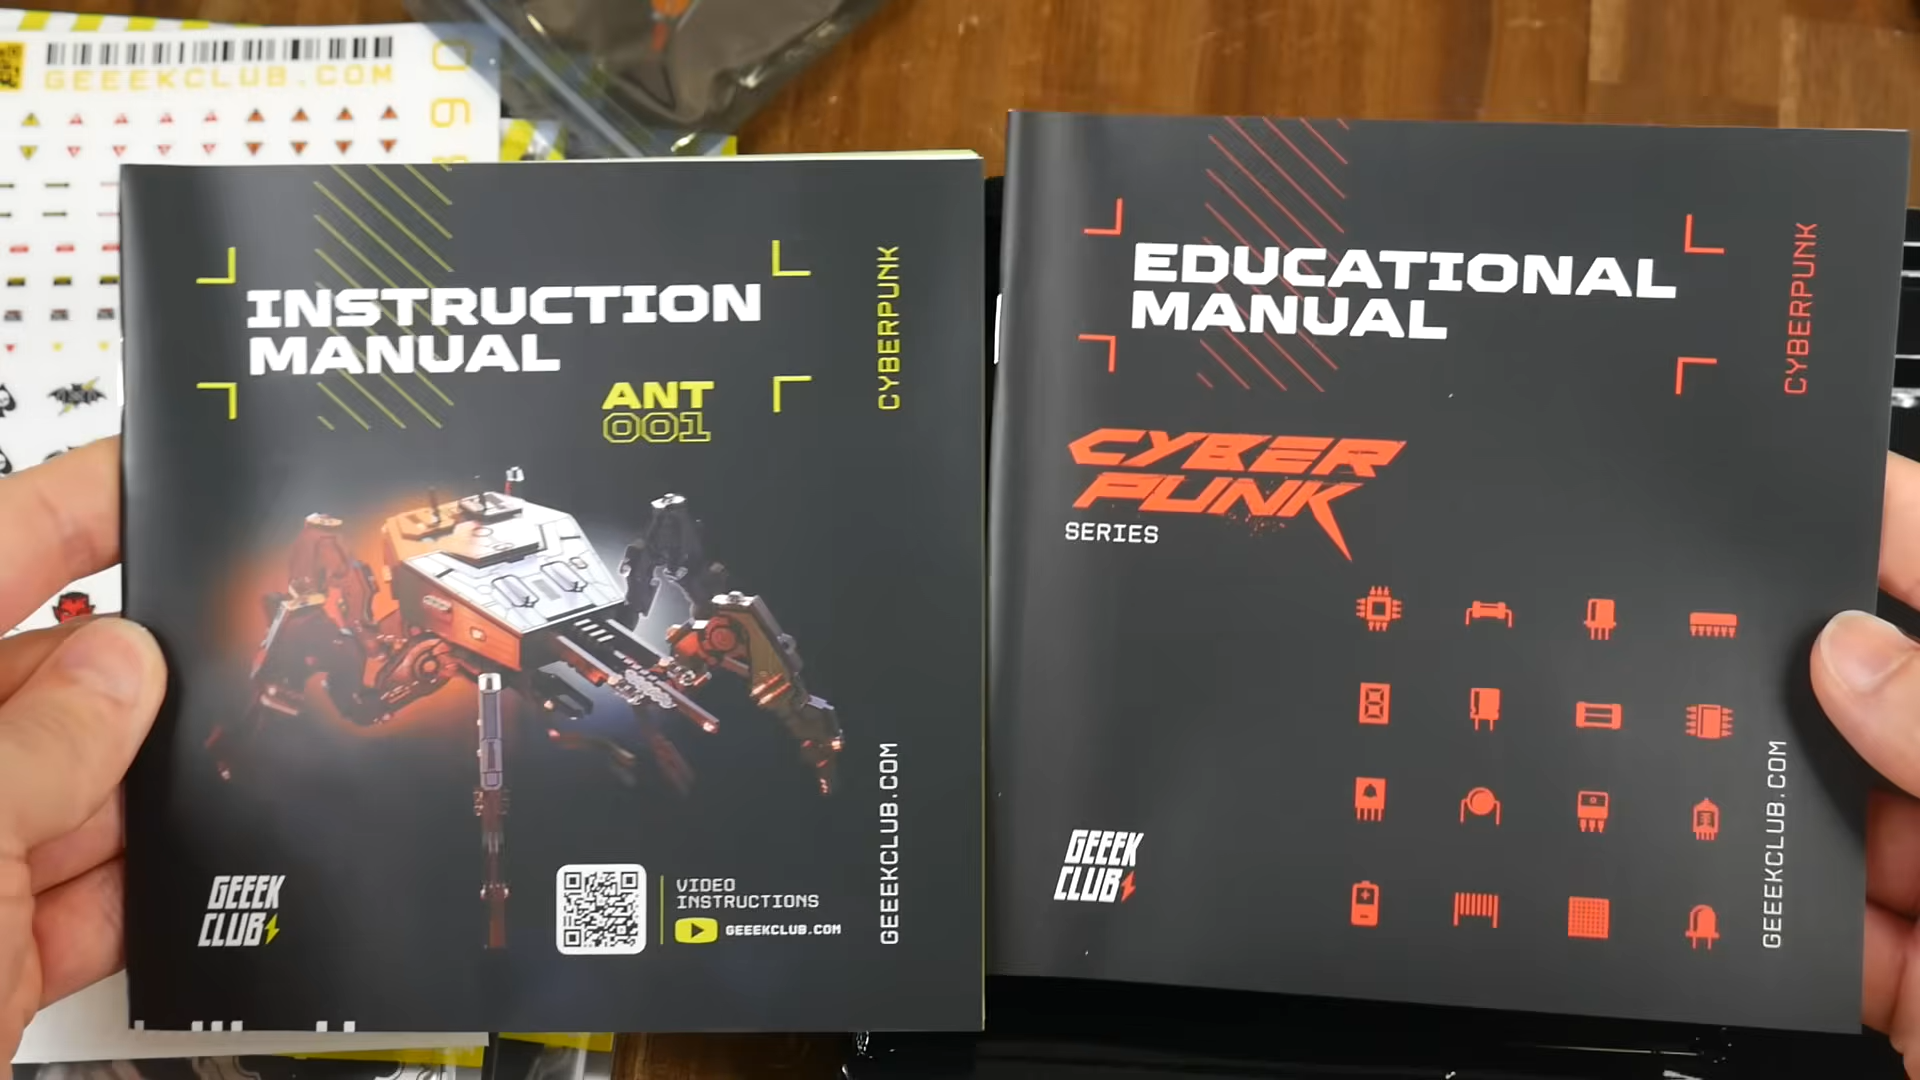 GEEEKCLUB.COM
INSTRUCTION
MANUAL
ANT
001
CYBERPUNK
GEEEK
CLUB
VIDEO
INSTRUCTIONS
GEEEKCLUB.COM
GEEEKCLUB.COM
EDUCATIONAL
MANUAL
CYBERPUNK
CYBER
PUNK
SERIES
GEEEK
CLUB
GEEEKCLUB.COM